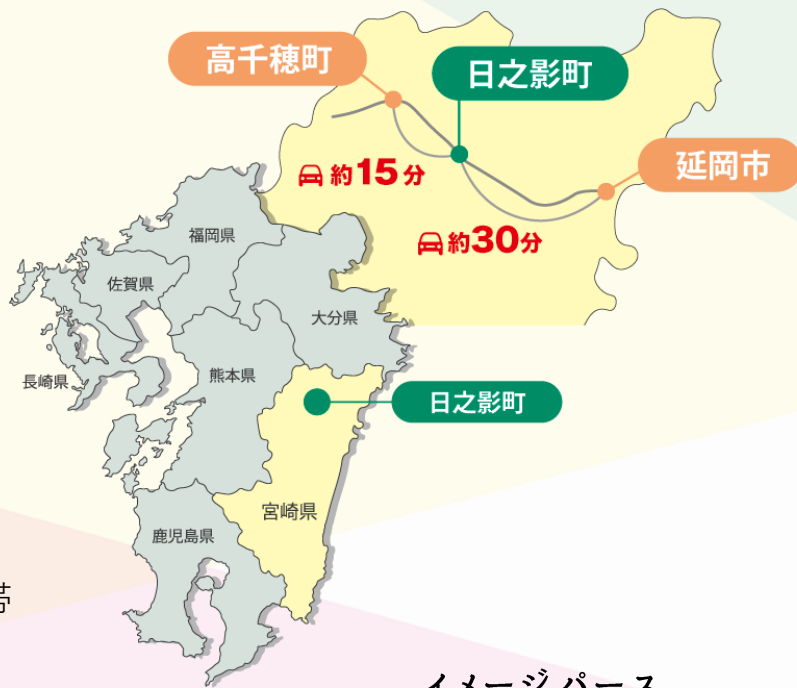 高千穂町
日之影町
延岡市
約15分
約30分
福岡県
佐賀県
大分県
長崎県
熊本県
日之影町
宮崎県
鹿児島県
帯
イメージパース